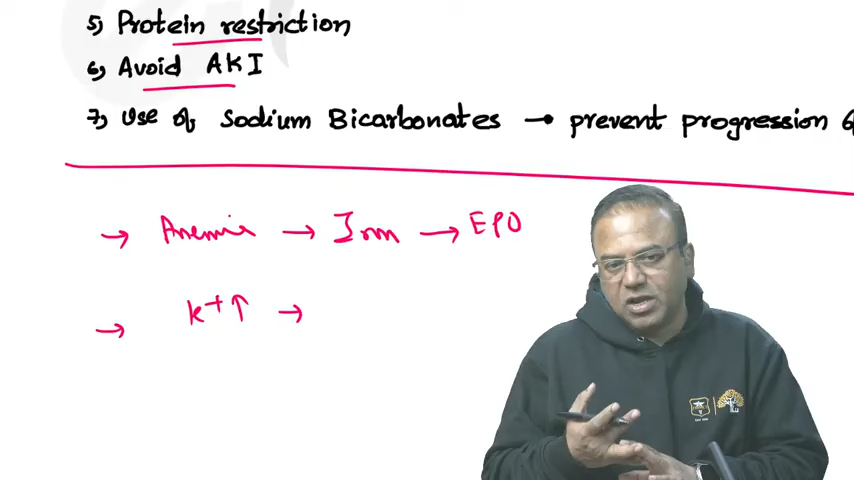 5) Protein restriction
6) Avoid AKI
7) Use of Sodium Bicarbonates → prevent progression
→ Anemia → Iron → EPO
→ K+↑ →